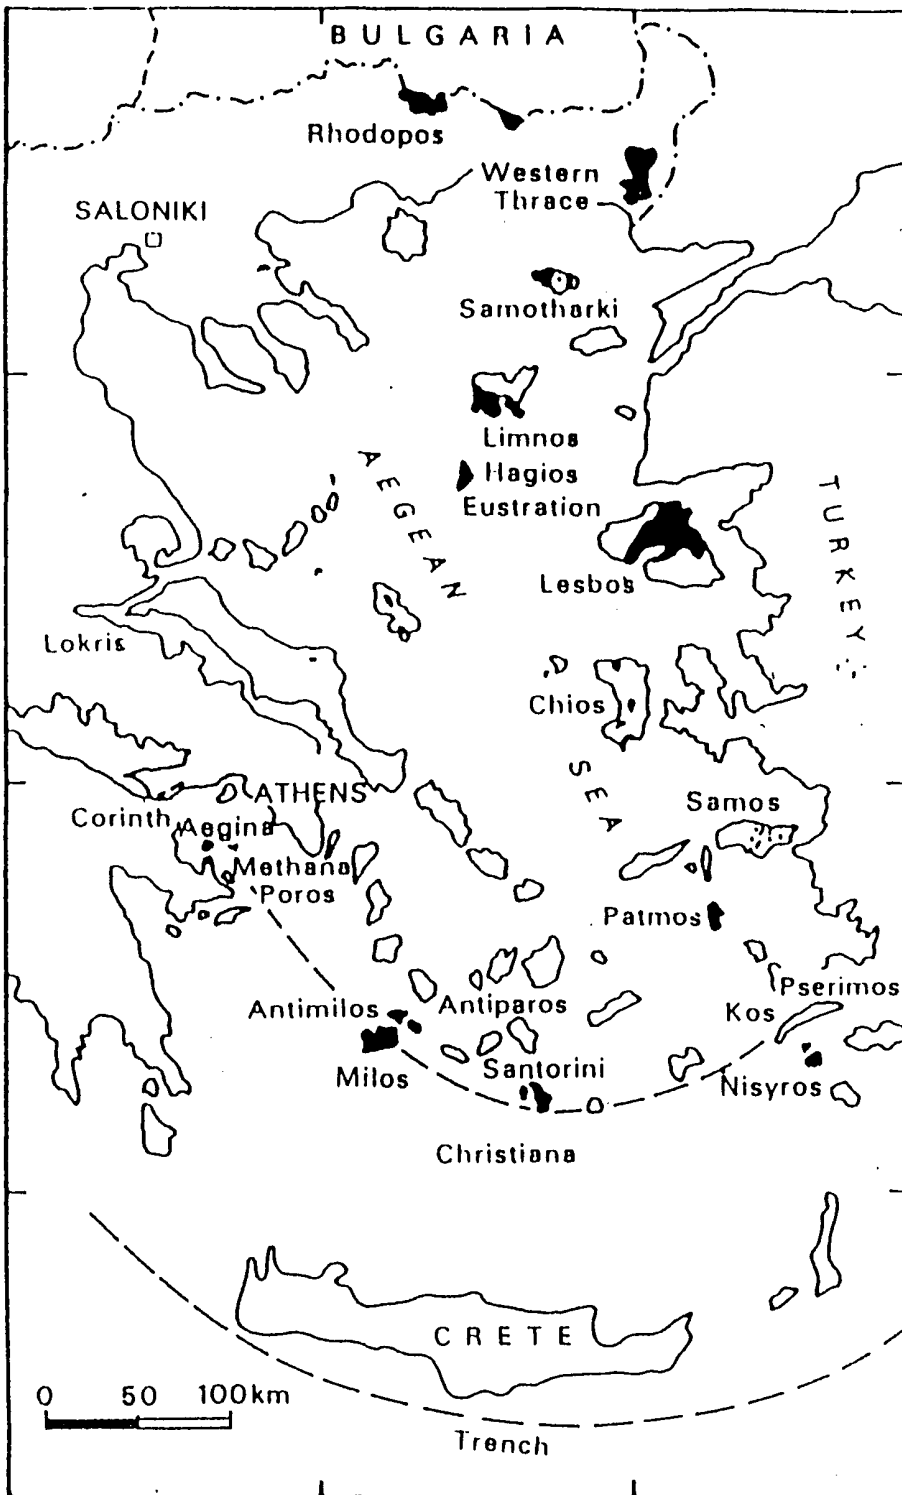 BULGARIA
Rhodopos
Western
Thrace
SALONIKI
Samotharki
Limnos
Hagios
Eustration
AEGEAN
SEA
TURKEY
Lesbos
Lokris
Chios
ATHENS
Corinth
Aegina
Methana
Poros
Samos
Patmos
Pserimos
Kos
Antimilos
Antiparos
Milos
Santorini
Nisyros
Christiana
CRETE
0 50 100km
Trench